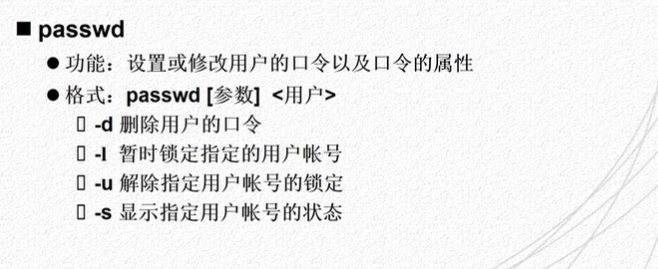 ■ passwd
● 功能：设置或修改用户的口令以及口令的属性
● 格式：passwd [参数] <用户>
▯ -d 删除用户的口令
▯ -l 暂时锁定指定的用户帐号
▯ -u 解除指定用户帐号的锁定
▯ -s 显示指定用户帐号的状态